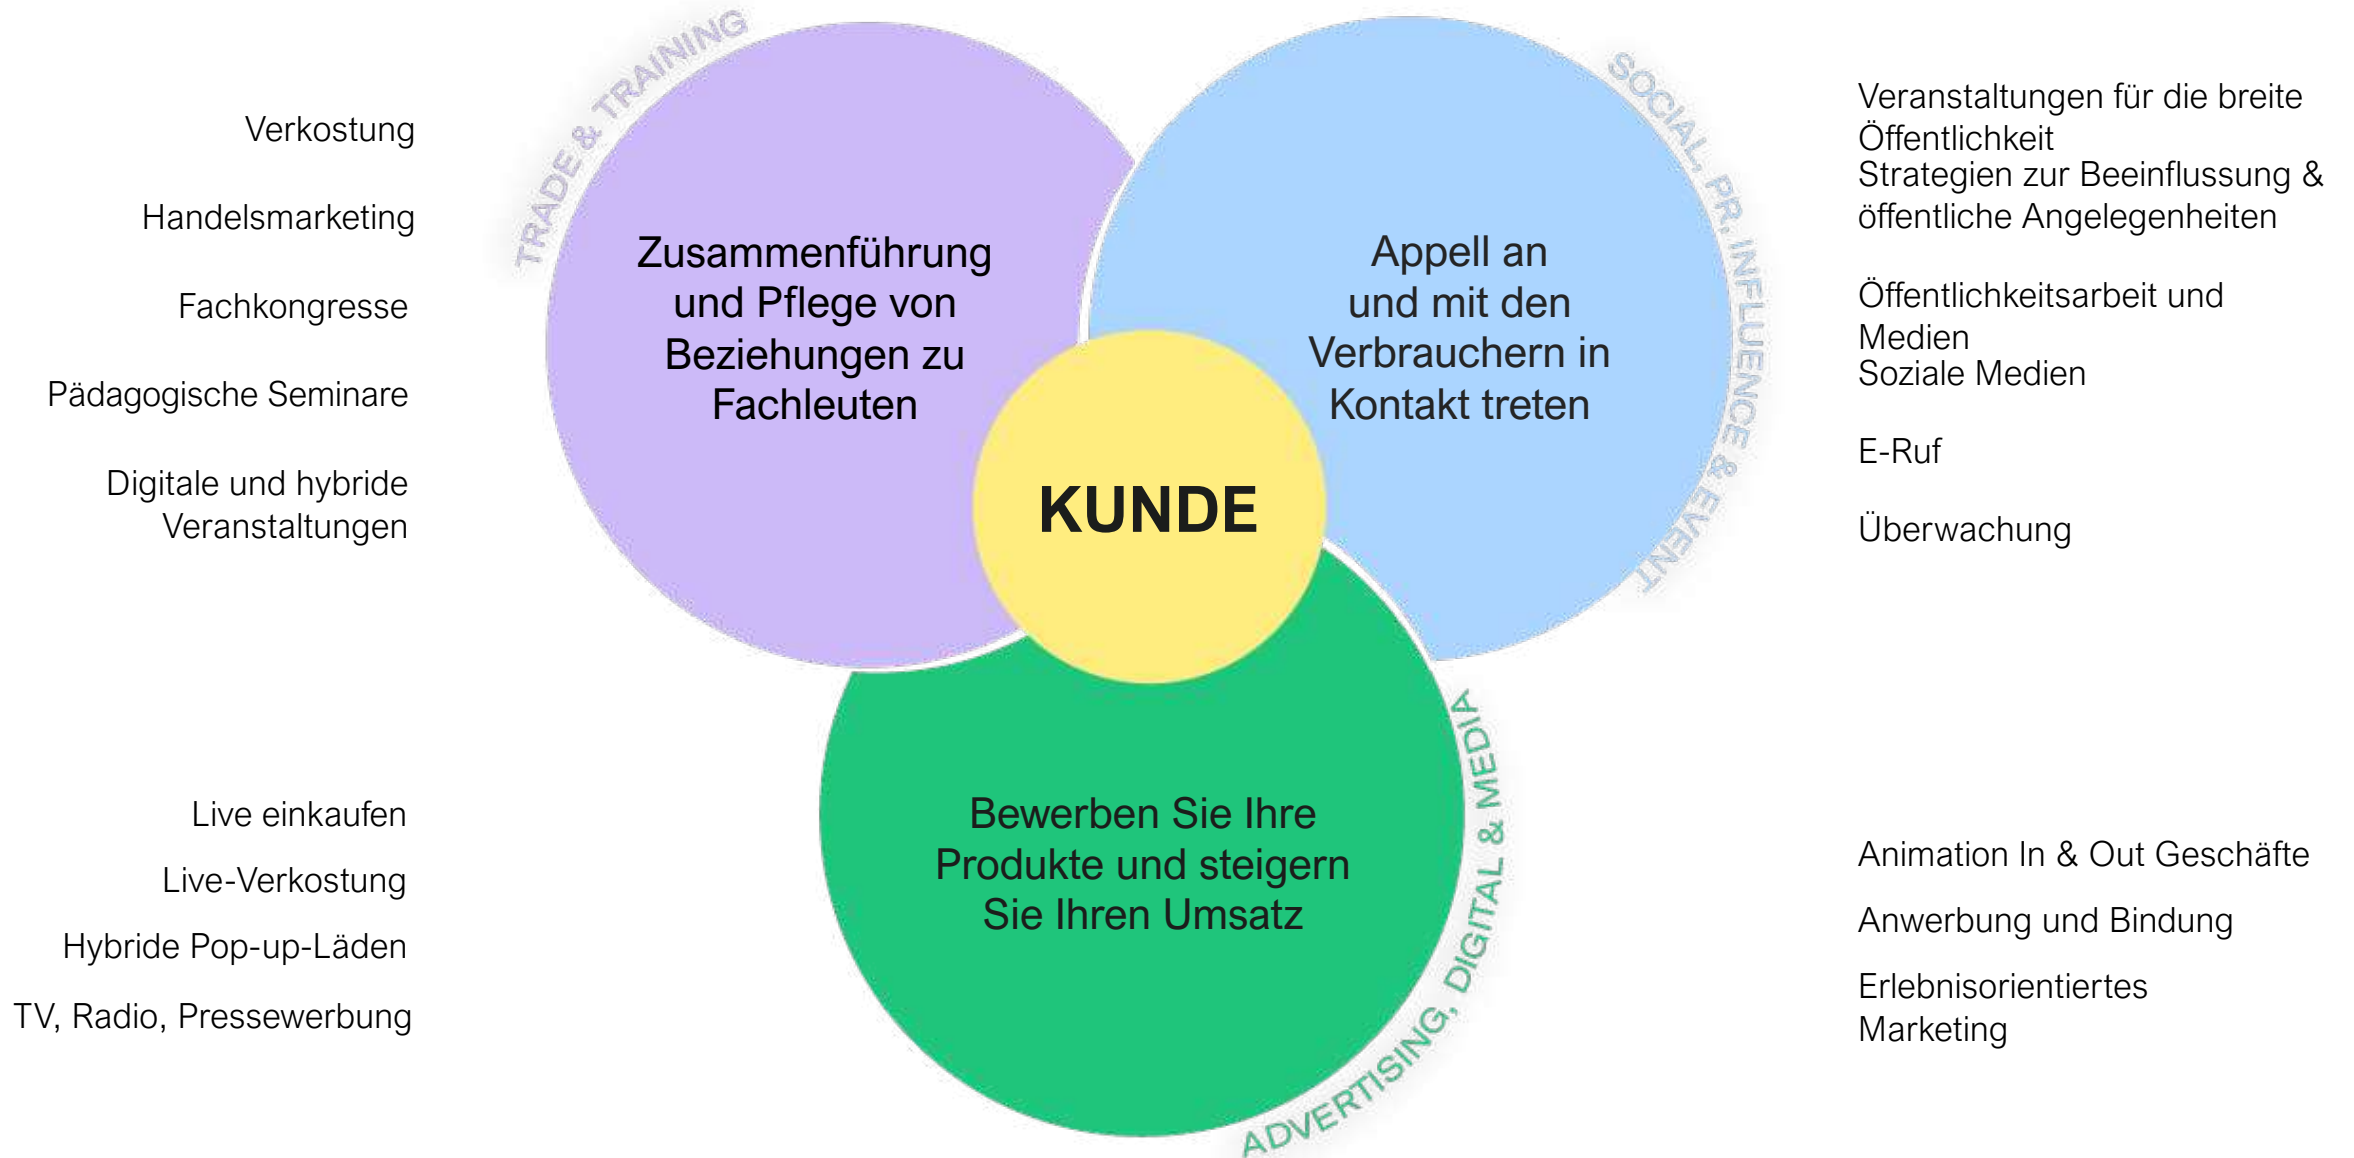 TRADE & TRAINING
Verkostung
Handelsmarketing
Fachkongresse
Pädagogische Seminare
Digitale und hybride
Veranstaltungen
Zusammenführung
und Pflege von
Beziehungen zu
Fachleuten
SOCIAL, PR, INFLUENCE & EVENT
Appell an
und mit den
Verbrauchern in
Kontakt treten
Veranstaltungen für die breite
Öffentlichkeit
Strategien zur Beeinflussung &
öffentliche Angelegenheiten
Öffentlichkeitsarbeit und
Medien
Soziale Medien
E-Ruf
Überwachung
KUNDE
Live einkaufen
Live-Verkostung
Hybride Pop-up-Läden
TV, Radio, Pressewerbung
Bewerben Sie Ihre
Produkte und steigern
Sie Ihren Umsatz
ADVERTISING, DIGITAL & MEDIA
Animation In & Out Geschäfte
Anwerbung und Bindung
Erlebnisorientiertes
Marketing